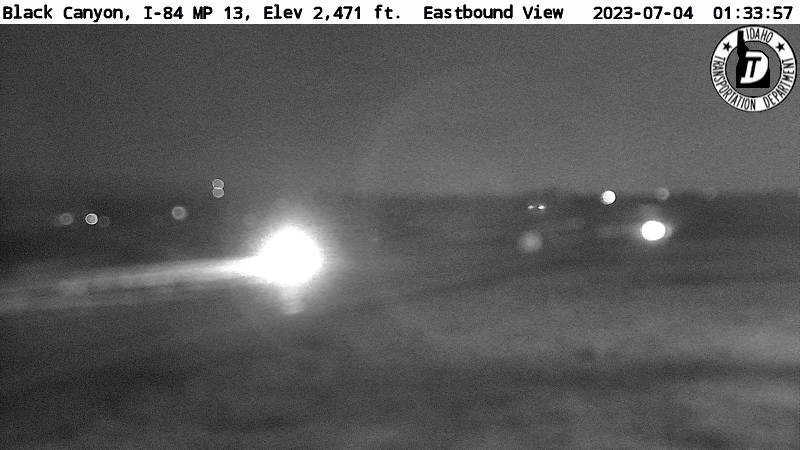 Black Canyon, I-84 MP 13, Elev 2,471 ft. Eastbound View 2023-07-04 01:33:57
IDAHO
TRANSPORTATION DEPARTMENT